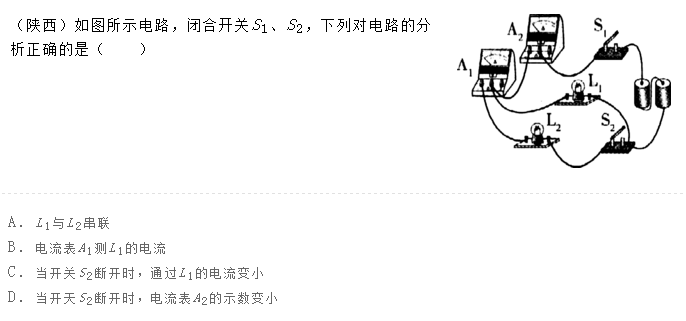 （陕西）如图所示电路，闭合开关S1、S2，下列对电路的分
析正确的是（　　）
A2
S1
A1
L1
L2
S2
A. L1与L2串联
B. 电流表A1测L1的电流
C. 当开关S2断开时，通过L1的电流变小
D. 当开天S2断开时，电流表A2的示数变小